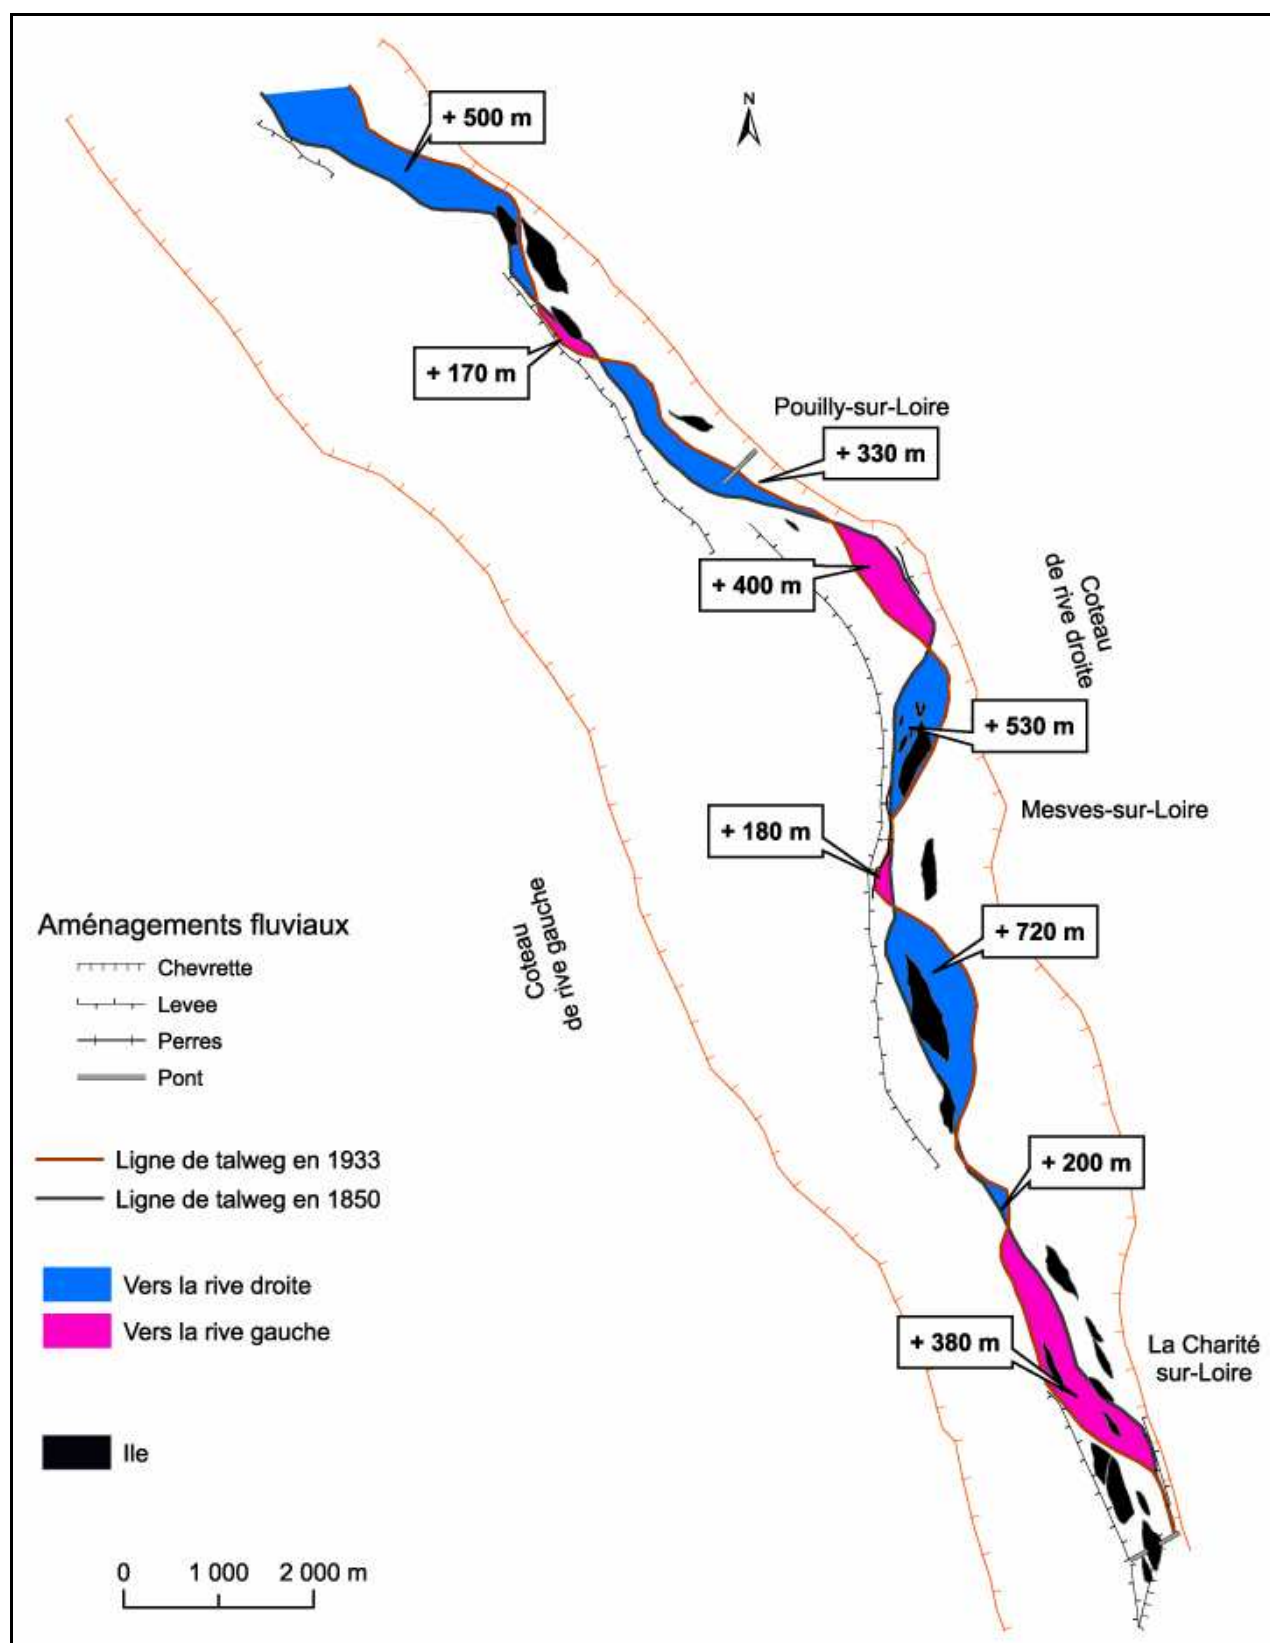 N
+ 500 m
+ 170 m
Pouilly-sur-Loire
+ 330 m
+ 400 m
Coteau
de rive droite
+ 530 m
+ 180 m
Mesves-sur-Loire
Coteau
de rive gauche
+ 720 m
Aménagements fluviaux
Chevrette
Levee
Perres
Pont
Ligne de talweg en 1933
Ligne de talweg en 1850
+ 200 m
Vers la rive droite
Vers la rive gauche
+ 380 m
La Charité
sur-Loire
Ile
0 1 000 2 000 m